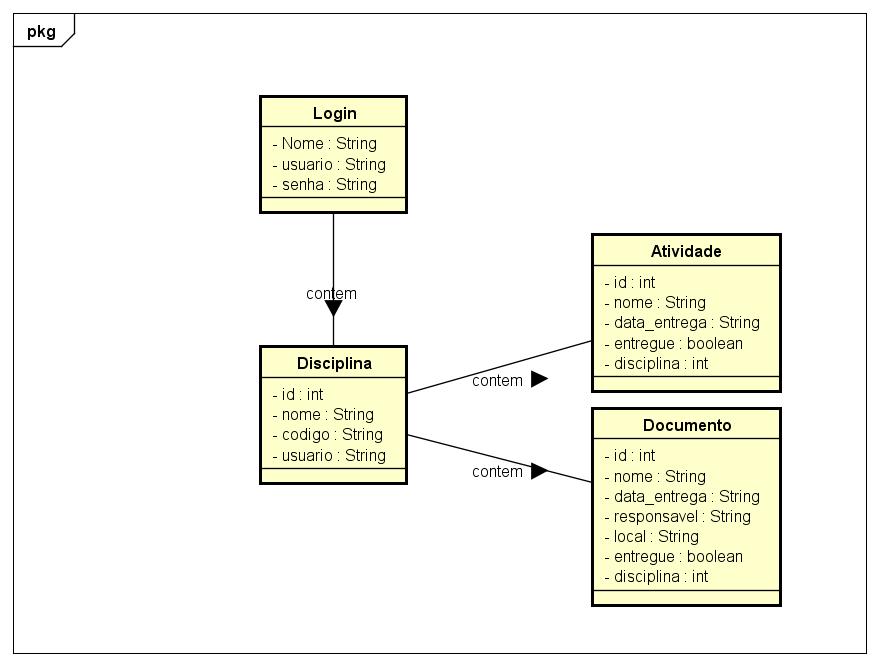 pkg
Login
- Nome : String
- usuario : String
- senha : String
contem
Disciplina
- id : int
- nome : String
- codigo : String
- usuario : String
contem
contem
Atividade
- id : int
- nome : String
- data_entrega : String
- entregue : boolean
- disciplina : int
Documento
- id : int
- nome : String
- data_entrega : String
- responsavel : String
- local : String
- entregue : boolean
- disciplina : int